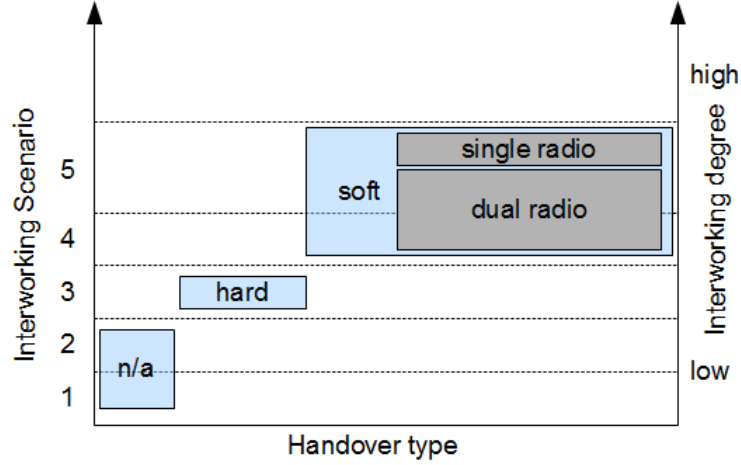 high
single radio
5
soft
dual radio
4
3
hard
2
n/a
low
1
Interworking Scenario
Interworking degree
Handover type